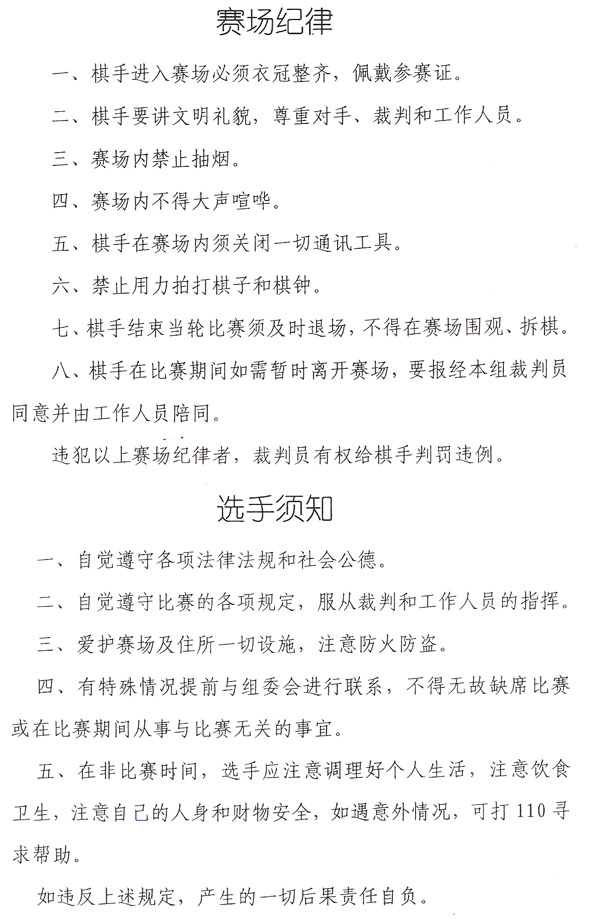 赛场纪律
一、棋手进入赛场必须衣冠整齐，佩戴参赛证。
二、棋手要讲文明礼貌，尊重对手、裁判和工作人员。
三、赛场内禁止抽烟。
四、赛场内不得大声喧哗。
五、棋手在赛场内须关闭一切通讯工具。
六、禁止用力拍打棋子和棋钟。
七、棋手结束当轮比赛须及时退场，不得在赛场围观、拆棋。
八、棋手在比赛期间如需暂时离开赛场，要报经本组裁判员
同意并由工作人员陪同。
违犯以上赛场纪律者，裁判员有权给棋手判罚违例。
选手须知
一、自觉遵守各项法律法规和社会公德。
二、自觉遵守比赛的各项规定，服从裁判和工作人员的指挥。
三、爱护赛场及住所一切设施，注意防火防盗。
四、有特殊情况提前与组委会进行联系，不得无故缺席比赛
或在比赛期间从事与比赛无关的事宜。
五、在非比赛时间，选手应注意调理好个人生活，注意饮食
卫生，注意自己的人身和财物安全，如遇意外情况，可打 110 寻
求帮助。
如违反上述规定，产生的一切后果责任自负。